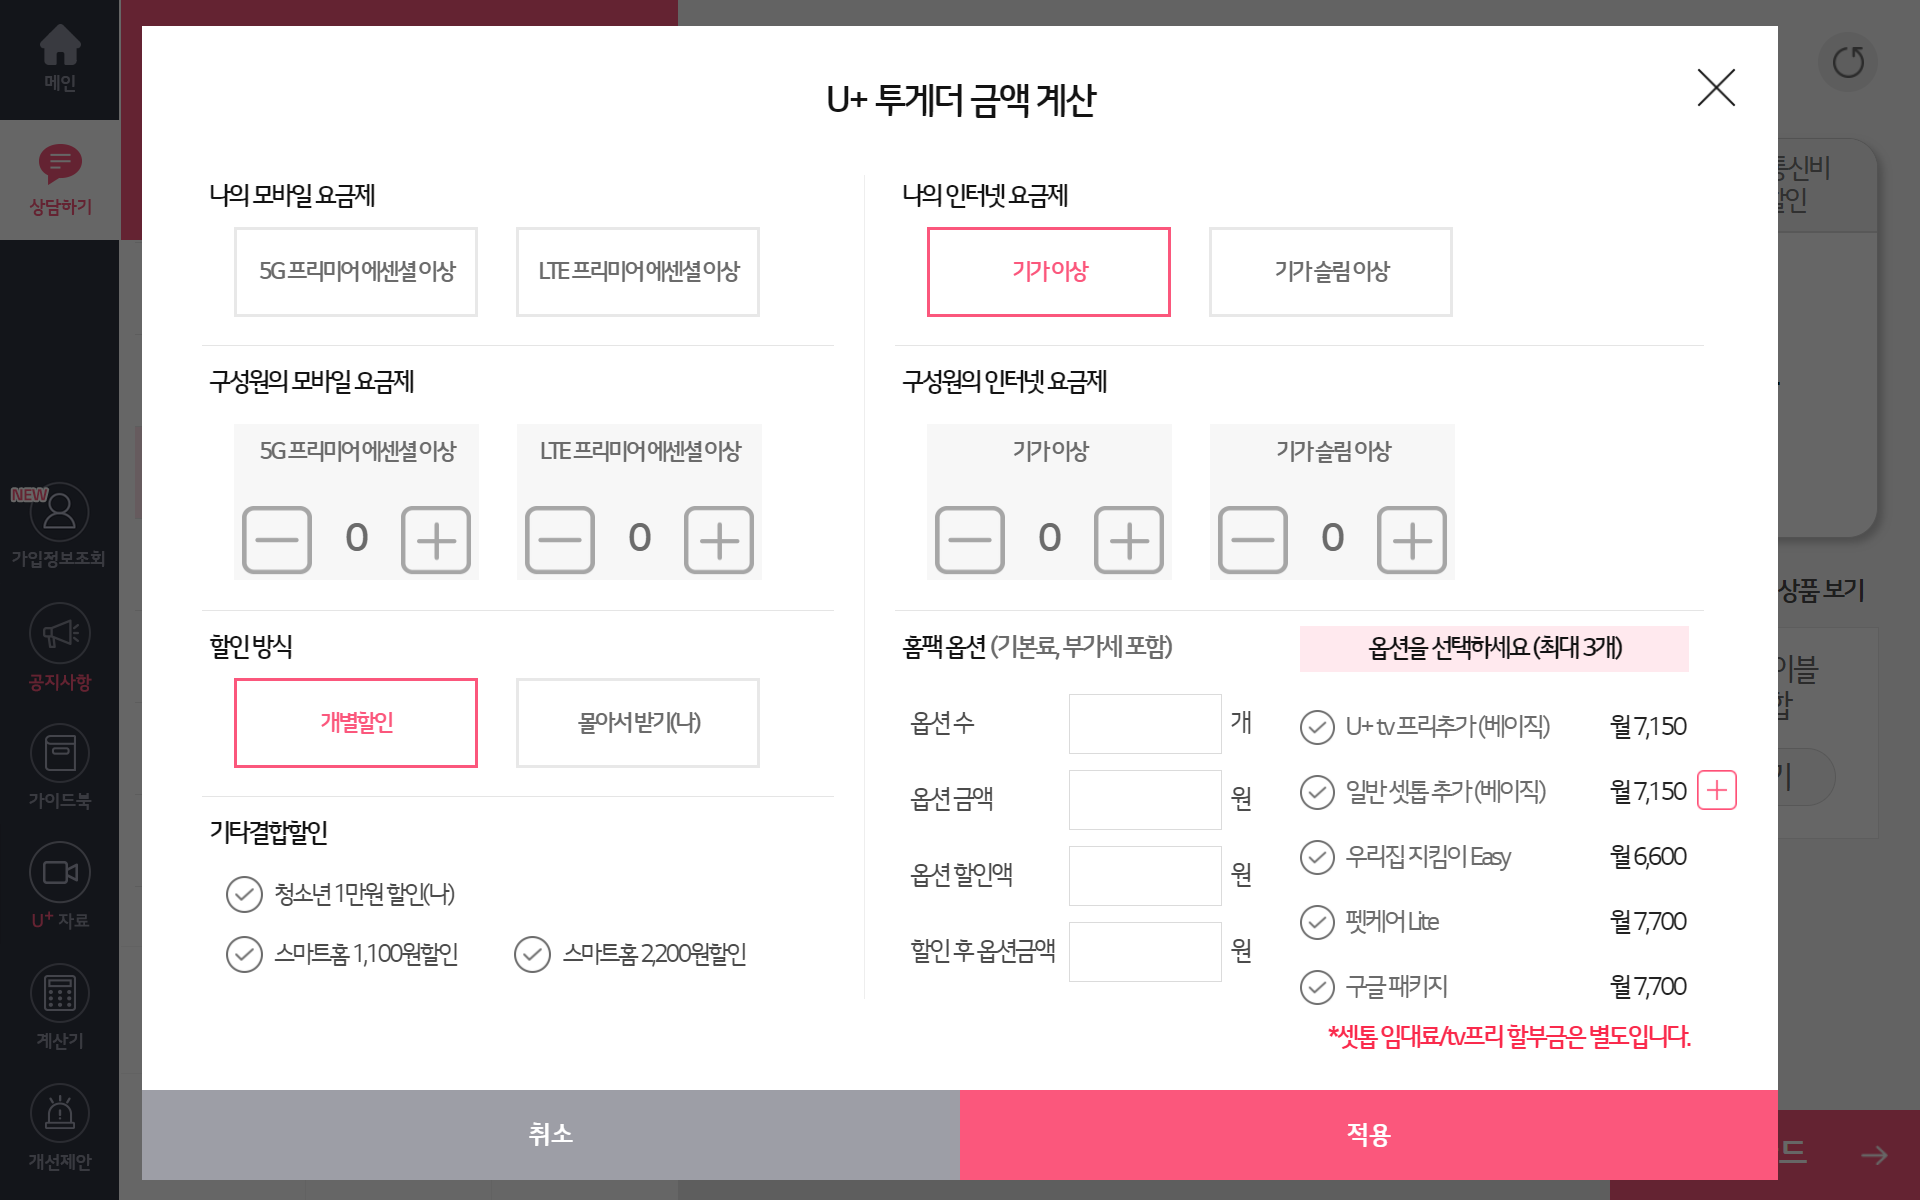 메인
상담하기
NEW
가입정보조회
공지사항
가이드북
U+ 자료
계산기
개선제안
U+ 투게더 금액 계산
나의 모바일 요금제
5G 프리미어 에센셜 이상
LTE 프리미어 에센셜 이상
구성원의 모바일 요금제
5G 프리미어 에센셜 이상
LTE 프리미어 에센셜 이상
0
0
할인 방식
개별할인
몰아서 받기(나)
기타결합할인
청소년 1만원 할인(나)
스마트홈 1,100원할인
스마트홈 2,200원할인
나의 인터넷 요금제
기가 이상
기가 슬림 이상
구성원의 인터넷 요금제
기가 이상
기가 슬림 이상
0
0
홈팩 옵션 (기본료, 부가세 포함)
옵션 수 개
옵션 금액 원
옵션 할인액 원
할인 후 옵션금액 원
옵션을 선택하세요 (최대 3개)
U+ tv 프리추가 (베이직) 월 7,150
일반 셋톱 추가 (베이직) 월 7,150
우리집 지킴이 Easy 월 6,600
펫케어 Lite 월 7,700
구글 패키지 월 7,700
*셋톱 임대료/tv프리 할부금은 별도입니다.
취소
적용
통신비
할인
상품 보기
이블
합
기
드